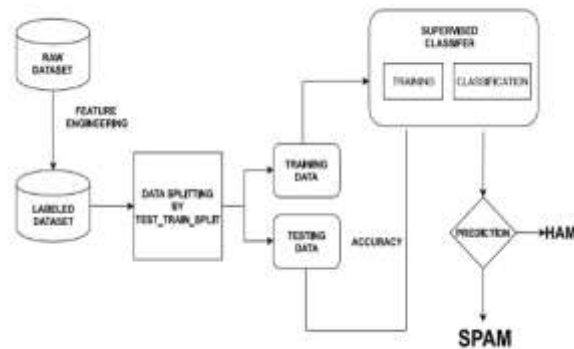 RAW
DATASET
FEATURE
ENGINEERING
LABELED
DATASET
DATA SPLITTING
BY
TEST_TRAIN_SPLIT
TRAINING
DATA
TESTING
DATA
ACCURACY
SUPERVISED
CLASSIFER
TRAINING
CLASSIFICATION
PREDICTION
HAM
SPAM